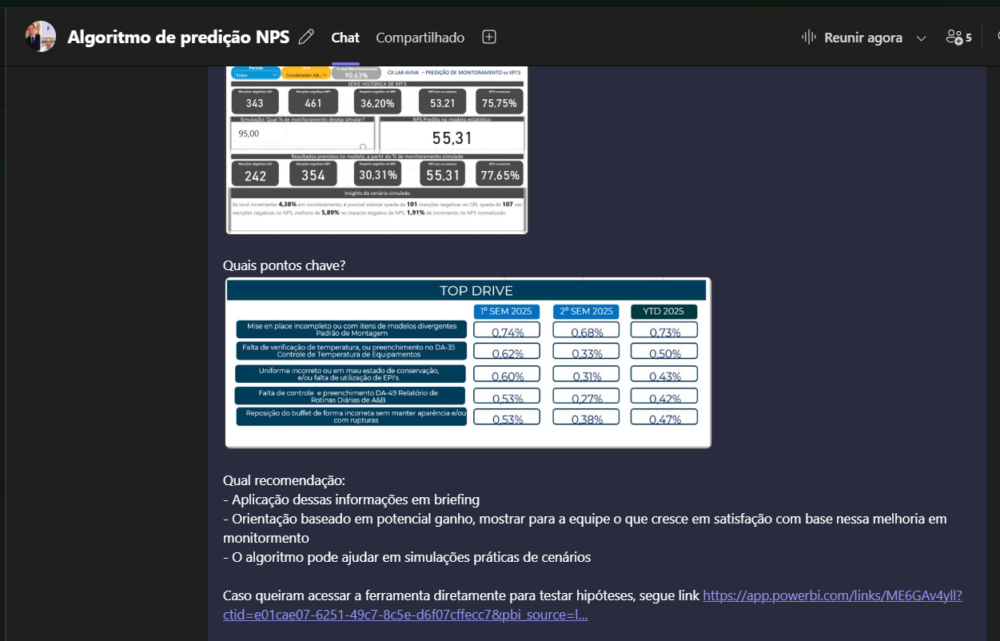 Algoritmo de predição NPS
Chat
Compartilhado
Reunir agora
5
F
Período
Todos
Coordenador A&...
% real Monitoramento
90,63%
CX LAB AVIVA – PREDIÇÃO DE MONITORAMENTO vs KPI'S
SÉRIE HISTÓRICA DE KPI'S
Menções negativas GRI
Menções negativas NPS
Impacto negativo no NPS
343
461
36,20%
53,21
75,75%
Simulação: Qual % de monitoramento deseja simular?
NPS Predito no modelo estatístico
95,00
55,31
Resultados previstos no modelo, a partir do % de monitoramento simulado
Menções negativas GRI
Menções negativas NPS
Impacto negativo no NPS
242
354
30,31%
55,31
77,65%
Insights do cenário simulado
Se você incrementar 4,38% em monitoramento, é possível estimar queda de 101 menções negativas no GRI, queda de 107 nas
menções negativas no NPS, melhora de 5,89% no impacto negativo de NPS, 1,91% de incremento no NPS normalizado.
Quais pontos chave?
TOP DRIVE
1º SEM 2025
2º SEM 2025
YTD 2025
Mise en place incompleto ou com itens de modelos divergentes
Padrão de Montagem
0,74%
0,68%
0,73%
Falta de verificação de temperatura, ou preenchimento no DA-35
Controle de Temperatura de Equipamentos
0,62%
0,33%
0,50%
Uniforme incorreto ou em mau estado de conservação,
e/ou falta de utilização de EPI's.
0,60%
0,31%
0,43%
Falta de controle e preenchimento DA-49 Relatório de
Rotinas Diárias de A&B
0,53%
0,27%
0,42%
Reposição do buffet de forma incorreta sem manter aparência e/ou
com rupturas
0,53%
0,38%
0,47%
Qual recomendação:
- Aplicação dessas informações em briefing
- Orientação baseado em potencial ganho, mostrar para a equipe o que cresce em satisfação com base nessa melhoria em
monitormento
- O algoritmo pode ajudar em simulações práticas de cenários
Caso queiram acessar a ferramenta diretamente para testar hipóteses, segue link https://app.powerbi.com/links/ME6GAv4yll?
ctid=e01cae07-6251-49c7-8c5e-d6f07cffecc7&pbi_source=l...